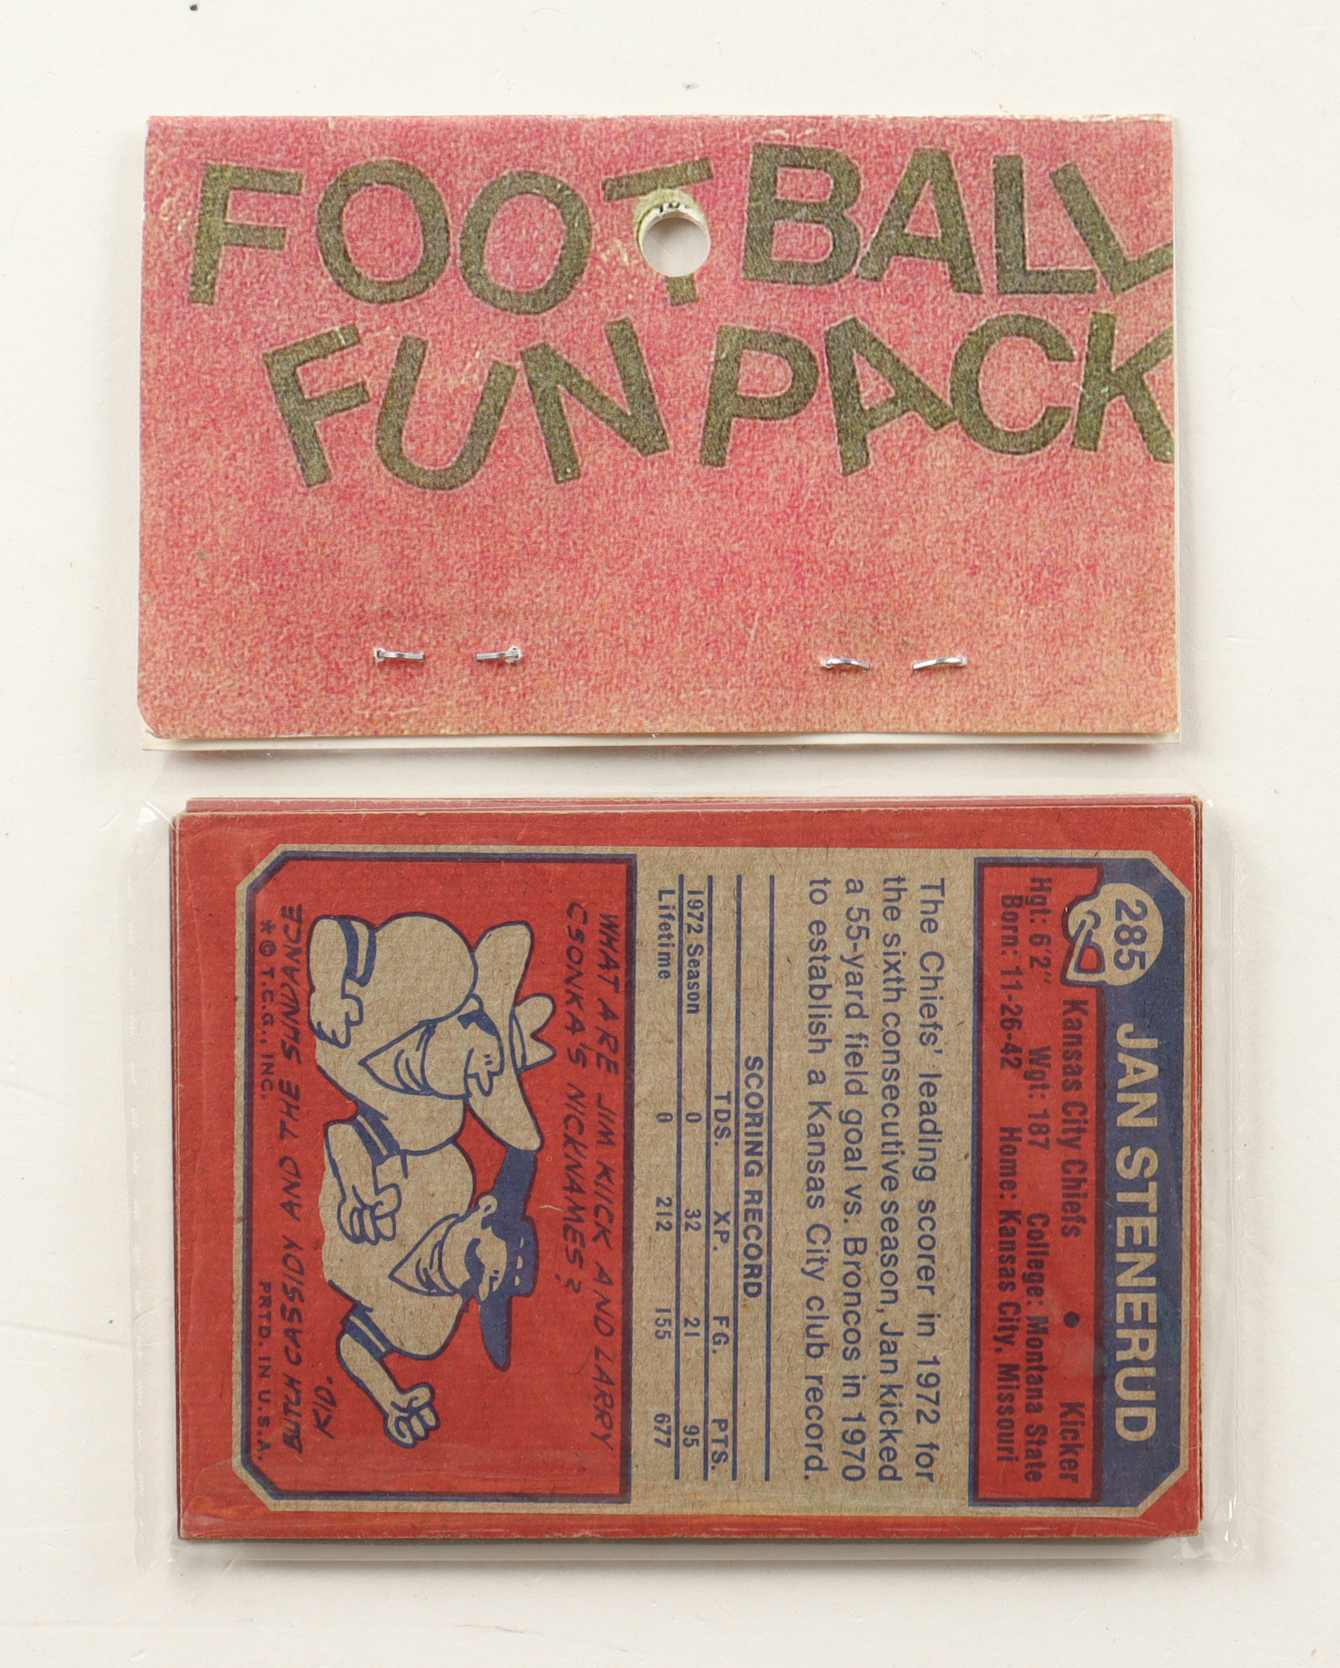 FOOTBALL
FUN PACK
285
JAN STENERUD
Kansas City Chiefs • Kicker
Hgt: 6'2" Wgt: 187 College: Montana State
Born: 11-26-42 Home: Kansas City, Missouri
The Chiefs' leading scorer in 1972 for
the sixth consecutive season, Jan kicked
a 55-yard field goal vs. Broncos in 1970
to establish a Kansas City club record.
SCORING RECORD
TDS. XP. FG. PTS.
1972 Season 0 32 21 95
Lifetime 0 212 155 677
WHAT ARE JIM KIICK AND LARRY
CSONKA'S NICKNAMES?
BUTCH CASSIDY AND THE SUNDANCE
KID.
* © T.C.G., INC. PRTD. IN U.S.A.